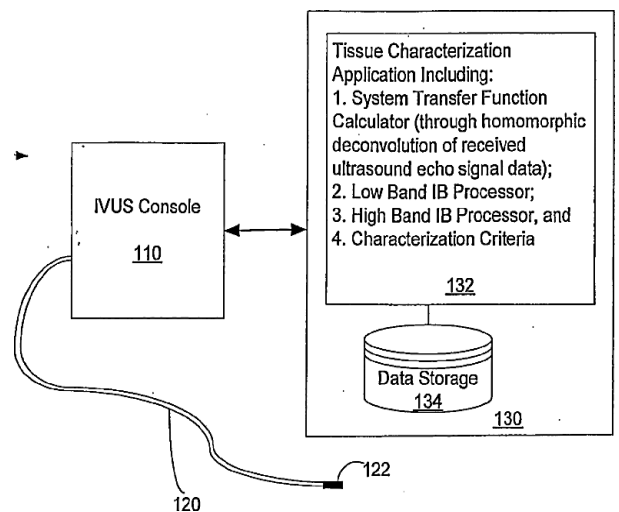 Tissue Characterization
Application Including:
1. System Transfer Function
Calculator (through homomorphic
deconvolution of received
ultrasound echo signal data);
2. Low Band IB Processor;
3. High Band IB Processor, and
4. Characterization Criteria
132
IVUS Console
110
Data Storage
134
130
122
120